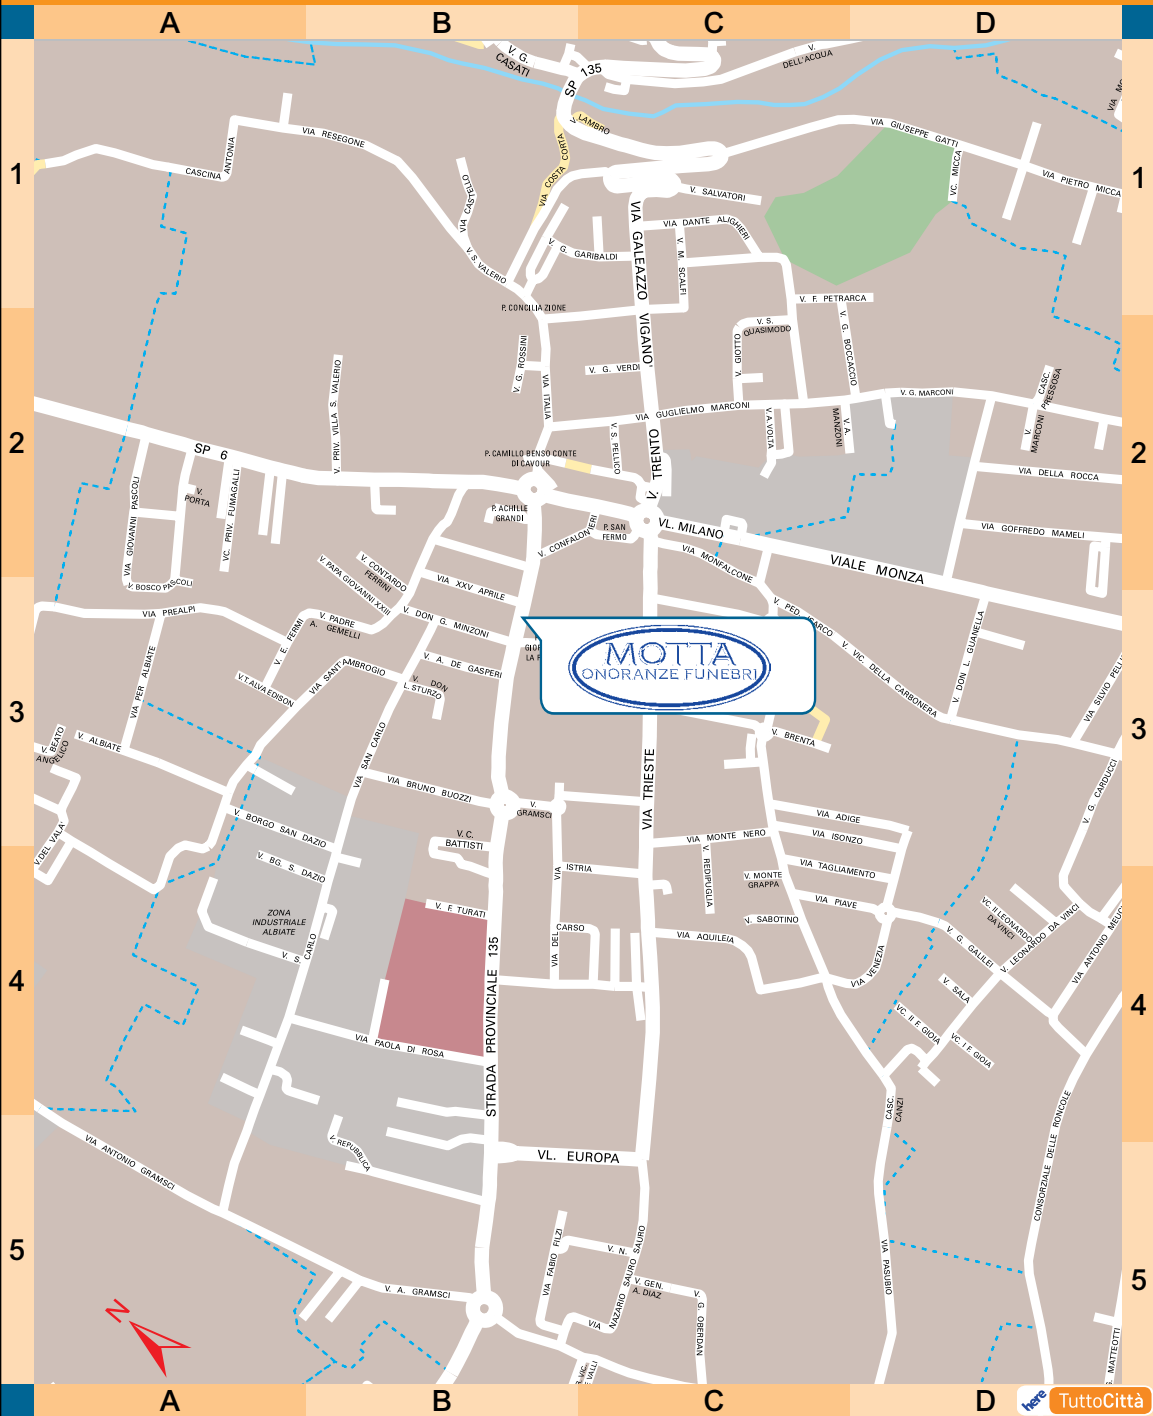 A B C D
1
2
3
4
5
1
2
3
4
5
V. G.
CASATI
SP 135
V.
DELL'ACQUA
V. LAMBRO
VIA COSTA CORTA
VIA GIUSEPPE GATTI
VC. MICCA
VIA PIETRO MICCA
VIA RESEGONE
CASCINA ANTONIA
VIA CASTELLO
V. S. VALERIO
V. SALVATORI
VIA DANTE ALIGHIERI
V. M. SCALFI
V. G. GARIBALDI
VIA GALEAZZO VIGANO'
P. CONCILIAZIONE
V. F. PETRARCA
V. G. BOCCACCIO
V. S.
QUASIMODO
V. GIOTTO
V. G. ROSSINI
VIA ITALIA
V. G. VERDI
V. PRIV. VILLA S. VALERIO
V. G. MARCONI
CASC.
PRESSOSA
V.
MARCONI
VIA GUGLIELMO MARCONI
V.A. VOLTA
V. A.
MANZONI
V. S. PELLICO
V. TRENTO
SP 6
P. CAMILLO BENSO CONTE
DI CAVOUR
VIA DELLA ROCCA
VIA GIOVANNI PASCOLI
V.
PORTA
VC. PRIV. FUMAGALLI
P. ACHILLE
GRANDI
V. CONFALONIERI
P. SAN
FERMO
VL. MILANO
VIA GOFFREDO MAMELI
VIA MONFALCONE
VIALE MONZA
V. BOSCO PASCOLI
V. CONTARDO
FERRINI
V. PAPA GIOVANNI XXIII
VIA XXV APRILE
VIA PREALPI
V. PADRE
A. GEMELLI
V. DON G. MINZONI
V. E. FERMI
V. VIC. DELLA CARBONERA
V. DON L. GUANELLA
VIA SILVIO
MOTTA
ONORANZE FUNEBRI
VIA SANT'AMBROGIO
V. A. DE GASPERI
V. DON
L. STURZO
V.T.ALVA EDISON
VIA PER ALBIATE
V. ALBIATE
V. BEATO
ANGELICO
VIA SAN CARLO
V. BRENTA
VIA TRIESTE
V. G. CARDUCCI
VIA BRUNO BUOZZI
V.
GRAMSCI
VIA ADIGE
VIA ISONZO
VIA MONTE NERO
V. BORGO SAN DAZIO
V. C.
BATTISTI
V. DEL VALA'
V. BG. S. DAZIO
VIA ISTRIA
V. REDIPUGLIA
V. MONTE
GRAPPA
VIA TAGLIAMENTO
VIA PIAVE
V. F. TURATI
ZONA
INDUSTRIALE
ALBIATE
V. S. CARLO
VIA DEL CARSO
V. SABOTINO
VIA AQUILEIA
VIA VENEZIA
VC. II LEONARDO
DA VINCI
V. LEONARDO DA VINCI
V. G. GALILEI
VIA ANTONIO MEUCCI
V. SALA
VC. II F. GIOIA
VC. I F. GIOIA
STRADA PROVINCIALE 135
VIA PAOLA DI ROSA
CASC.
CANZI
CONSORZIALE DELLE RONCOLE
V. REPUBBLICA
VL. EUROPA
VIA ANTONIO GRAMSCI
V. A. GRAMSCI
VIA FABIO FILZI
V. N. SAURO
VIA NAZARIO SAURO
V. GEN.
A. DIAZ
V. G. OBERDAN
VIA PASUBIO
G. MATTEOTTI
N
A B C D
here
TuttoCittà